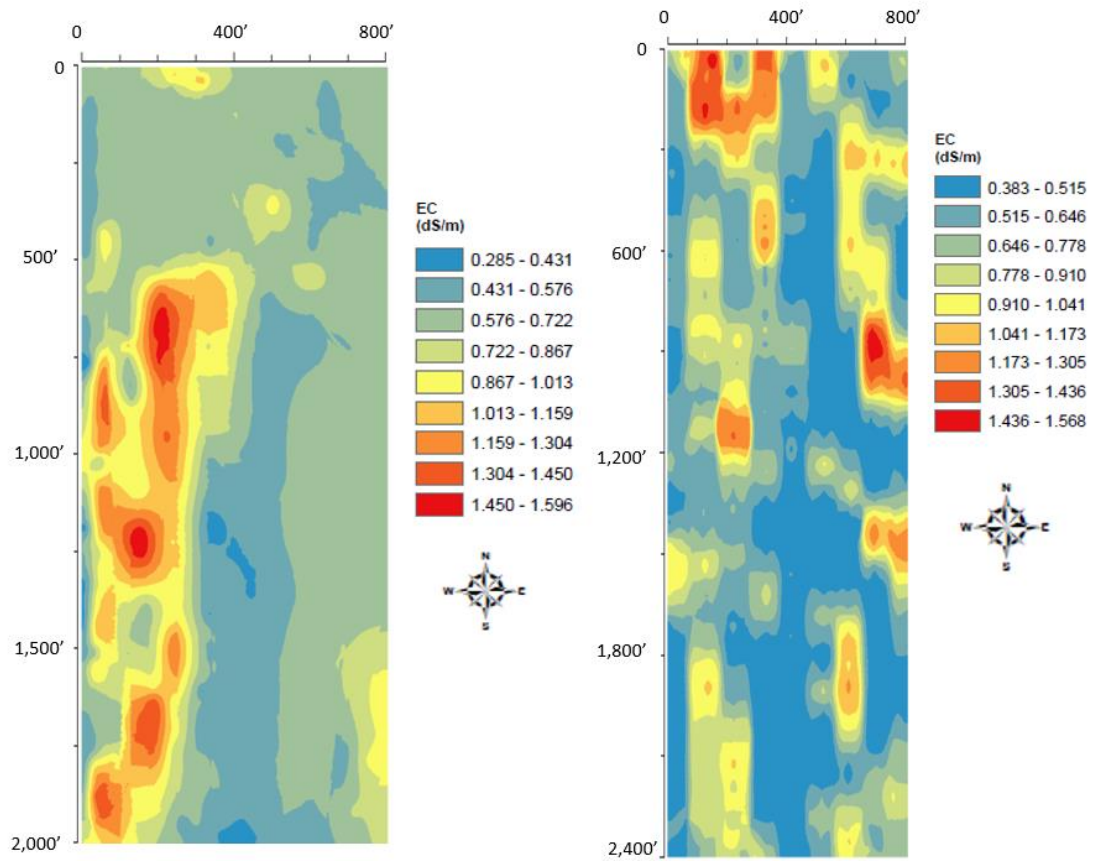 0 400’ 800’
0
500’
1,000’
1,500’
2,000’
EC
(dS/m)
0.285 - 0.431
0.431 - 0.576
0.576 - 0.722
0.722 - 0.867
0.867 - 1.013
1.013 - 1.159
1.159 - 1.304
1.304 - 1.450
1.450 - 1.596
N
W E
S
0 400’ 800’
0
600’
1,200’
1,800’
2,400’
EC
(dS/m)
0.383 - 0.515
0.515 - 0.646
0.646 - 0.778
0.778 - 0.910
0.910 - 1.041
1.041 - 1.173
1.173 - 1.305
1.305 - 1.436
1.436 - 1.568
N
W E
S